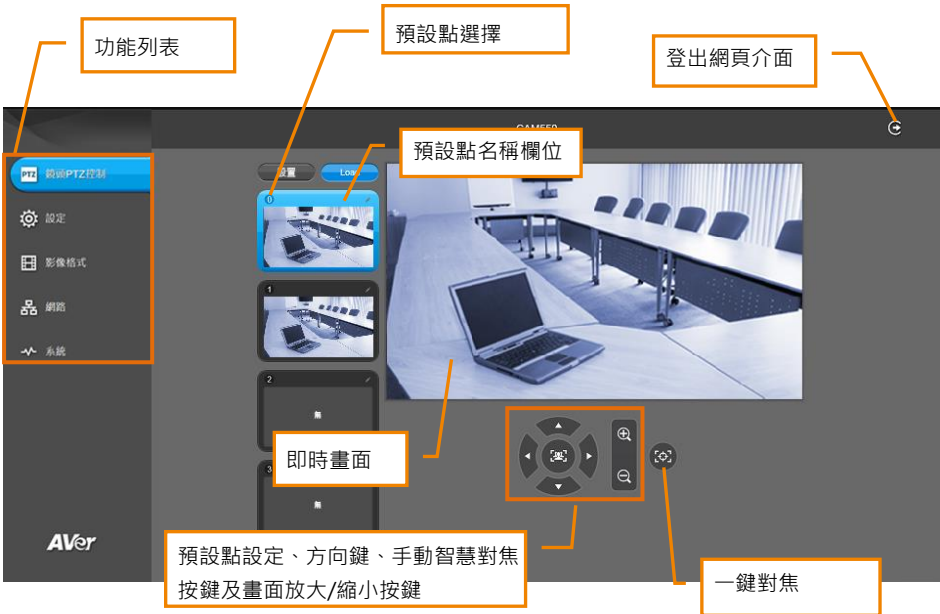 功能列表
預設點選擇
登出網頁介面
CAM550
預設點名稱欄位
設置
Load
PTZ 鏡頭PTZ控制
設定
影像格式
網路
系統
0
1
2
無
即時畫面
3
無
AVer
預設點設定、方向鍵、手動智慧對焦
按鍵及畫面放大/縮小按鍵
一鍵對焦